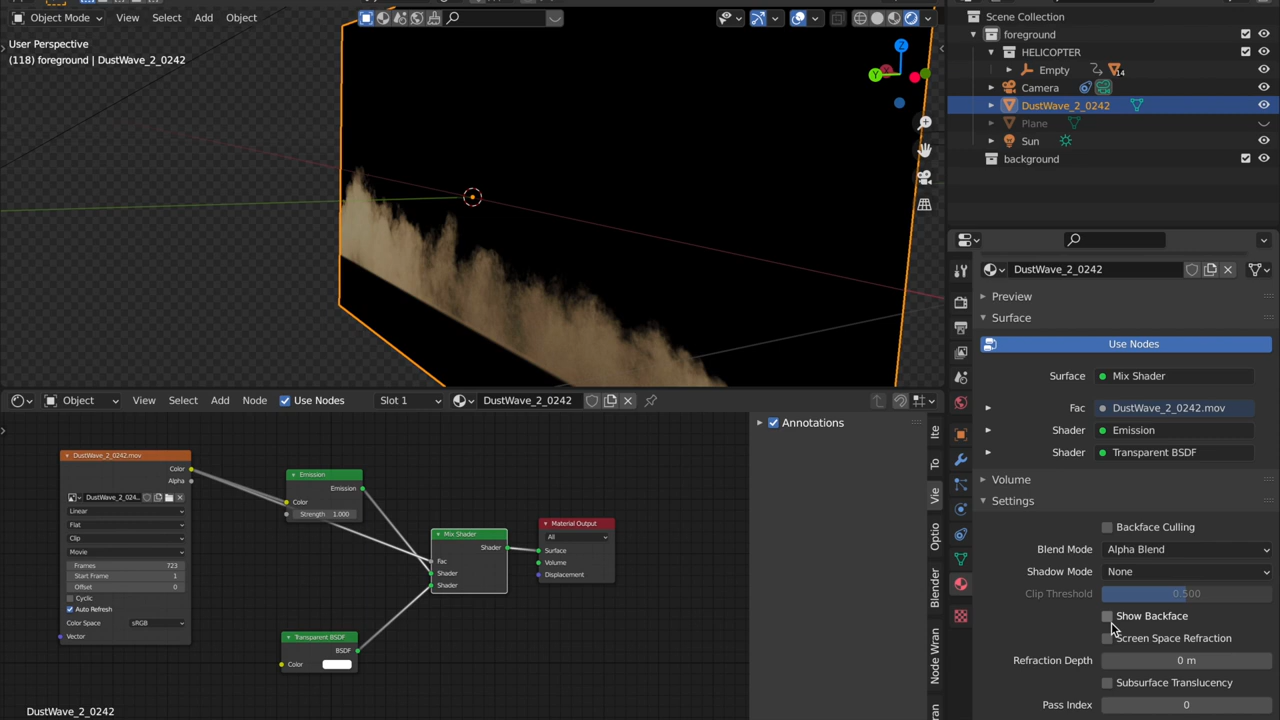 Object Mode View Select Add Object
User Perspective
(118) foreground | DustWave_2_0242
Z
Y
Scene Collection
foreground
HELICOPTER
Empty 14
Camera
DustWave_2_0242
Plane
Sun
background
DustWave_2_0242
Preview
Surface
Use Nodes
Surface Mix Shader
Fac DustWave_2_0242.mov
Shader Emission
Shader Transparent BSDF
Volume
Settings
Backface Culling
Blend Mode Alpha Blend
Shadow Mode None
Clip Threshold 0.500
Show Backface
Screen Space Refraction
Refraction Depth 0 m
Subsurface Translucency
Pass Index 0
Object View Select Add Node Use Nodes Slot 1 DustWave_2_0242
Annotations
Ite
To
Vie
Optio
Blender
Node Wran
DustWave_2_0242.mov
Color
Alpha
DustWave_2_024...
Linear
Flat
Clip
Movie
Frames 723
Start Frame 1
Offset 0
Cyclic
Auto Refresh
Color Space sRGB
Vector
Emission
Emission
Color
Strength 1.000
Mix Shader
Shader
Fac
Shader
Shader
Material Output
All
Surface
Volume
Displacement
Transparent BSDF
BSDF
Color
DustWave_2_0242